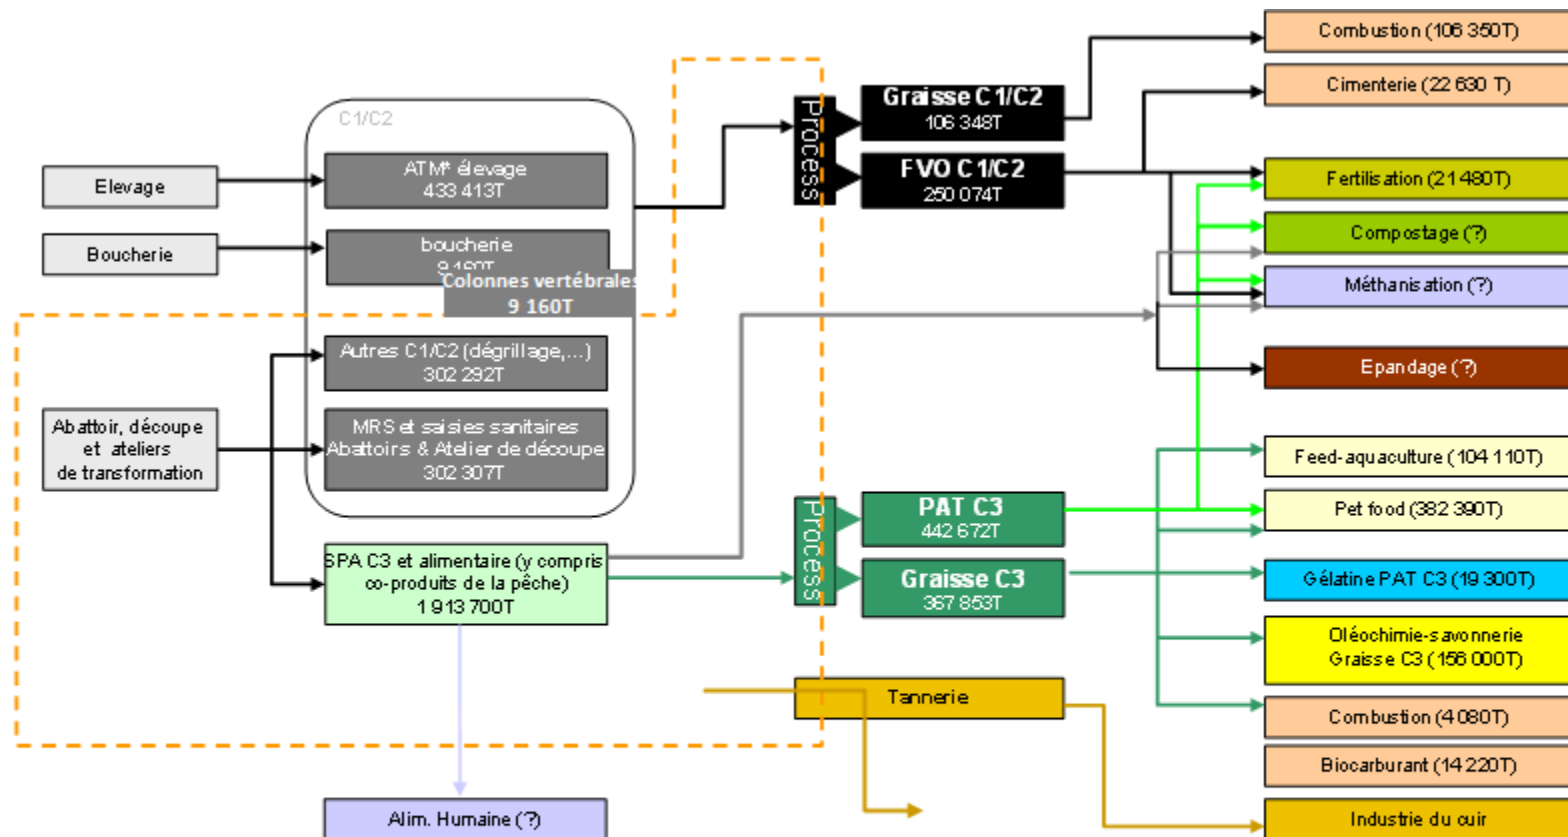 Elevage
Boucherie
Abattoir, découpe
et ateliers
de transformation
C1/C2
ATM* élevage
433 413T
boucherie
9 160T
Colonnes vertébrales
9 160T
Autres C1/C2 (dégrillage,...)
302 292T
MRS et saisies sanitaires
Abattoirs & Atelier de découpe
302 307T
SPA C3 et alimentaire (y compris
co-produits de la pêche)
1 913 700T
Alim. Humaine (?)
Process
Graisse C1/C2
106 348T
FVO C1/C2
250 074T
Process
PAT C3
442 672T
Graisse C3
367 853T
Tannerie
Combustion (106 350T)
Cimenterie (22 630 T)
Fertilisation (21 480T)
Compostage (?)
Méthanisation (?)
Epandage (?)
Feed-aquaculture (104 110T)
Pet food (382 390T)
Gélatine PAT C3 (19 300T)
Oléochimie-savonnerie
Graisse C3 (156 000T)
Combustion (4 080T)
Biocarburant (14 220T)
Industrie du cuir